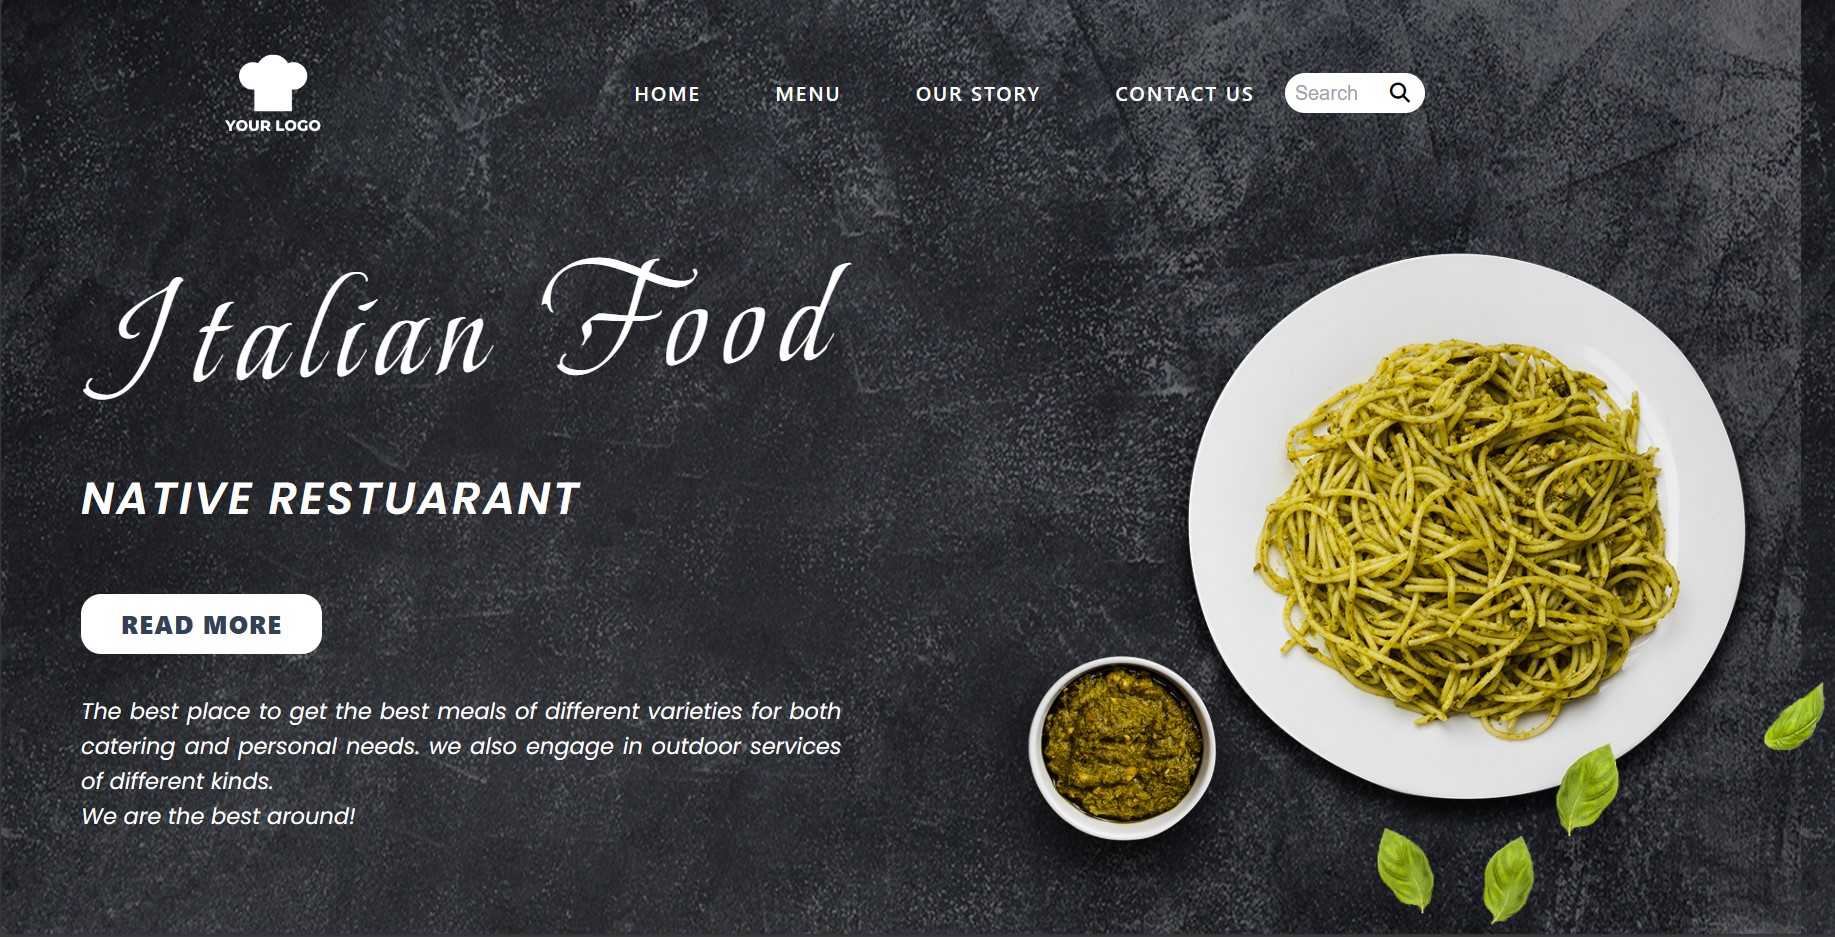 YOUR LOGO
HOME MENU OUR STORY CONTACT US Search
Italian Food
NATIVE RESTUARANT
READ MORE
The best place to get the best meals of different varieties for both
catering and personal needs. we also engage in outdoor services
of different kinds.
We are the best around!